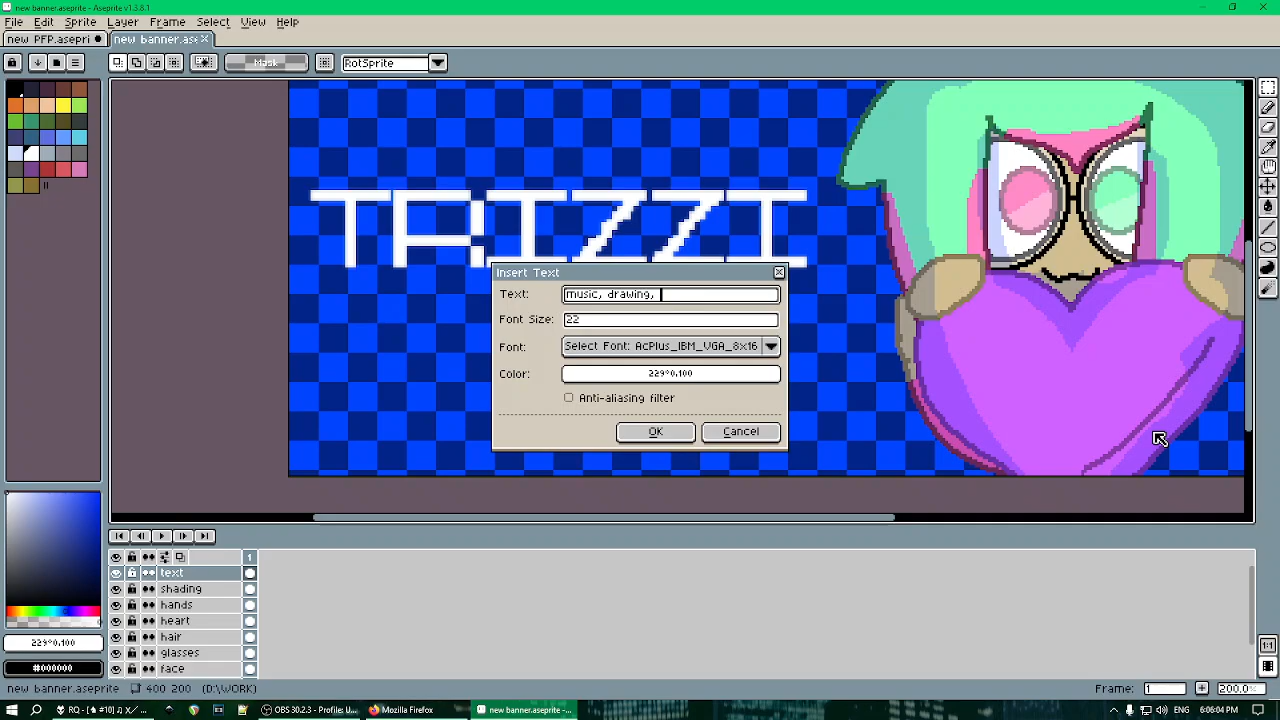 new banner.aseprite - Aseprite v1.3.8.1
File Edit Sprite Layer Frame Select View Help
new PFP.asepri
new banner.ase
Mask
RotSprite
TRIZZI
Insert Text
Text: music, drawing,
Font Size: 22
Font: Select Font: AcPlus_IBM_VGA_8x16
Color: 229°0,100
Anti-aliasing filter
OK Cancel
1
text
shading
hands
heart
hair
glasses
face
229°0,100
#000000
new banner.aseprite 400 200 (D:\WORK)
Frame: 1 200.0%
1:1
OBS 30.2.3 - Profile: U...
Mozilla Firefox
new banner.aseprite -...
ENG 6:06:04 PM